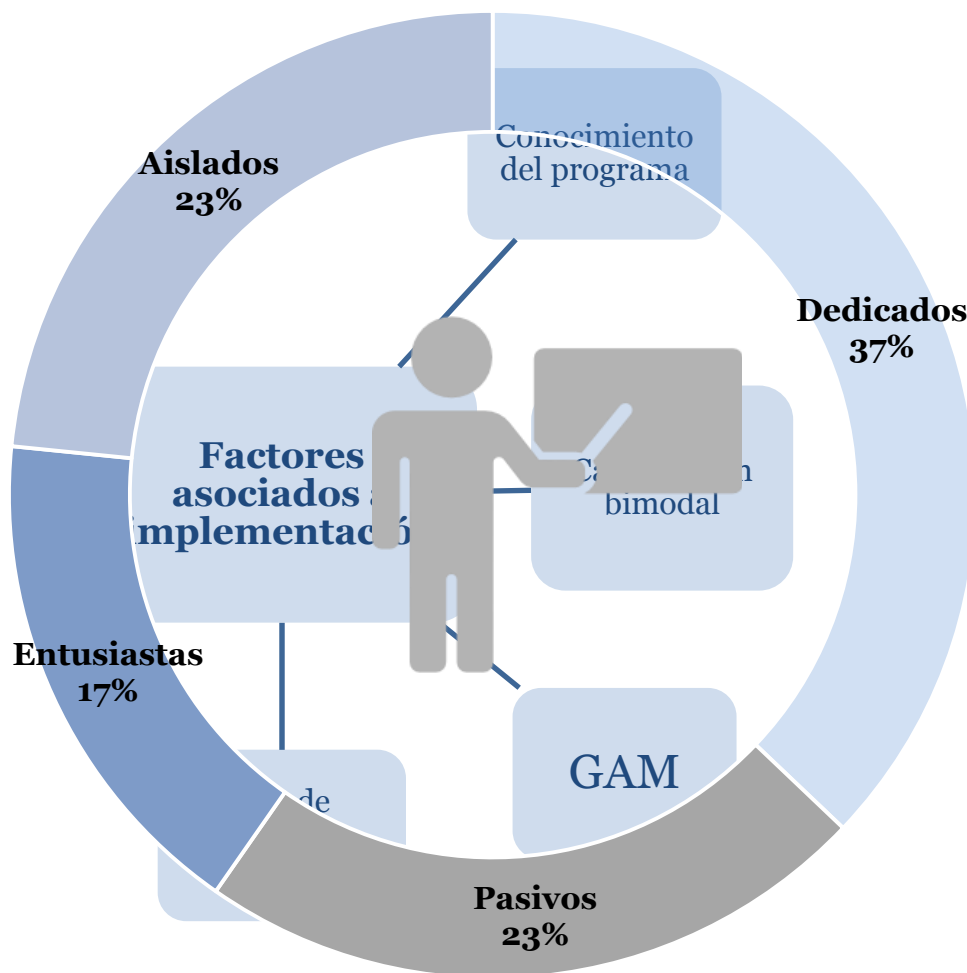 Conocimiento
del programa
Aislados
23%
Dedicados
37%
Factores
asociados a
implementación
bimodal
Entusiastas
17%
GAM
de
Pasivos
23%